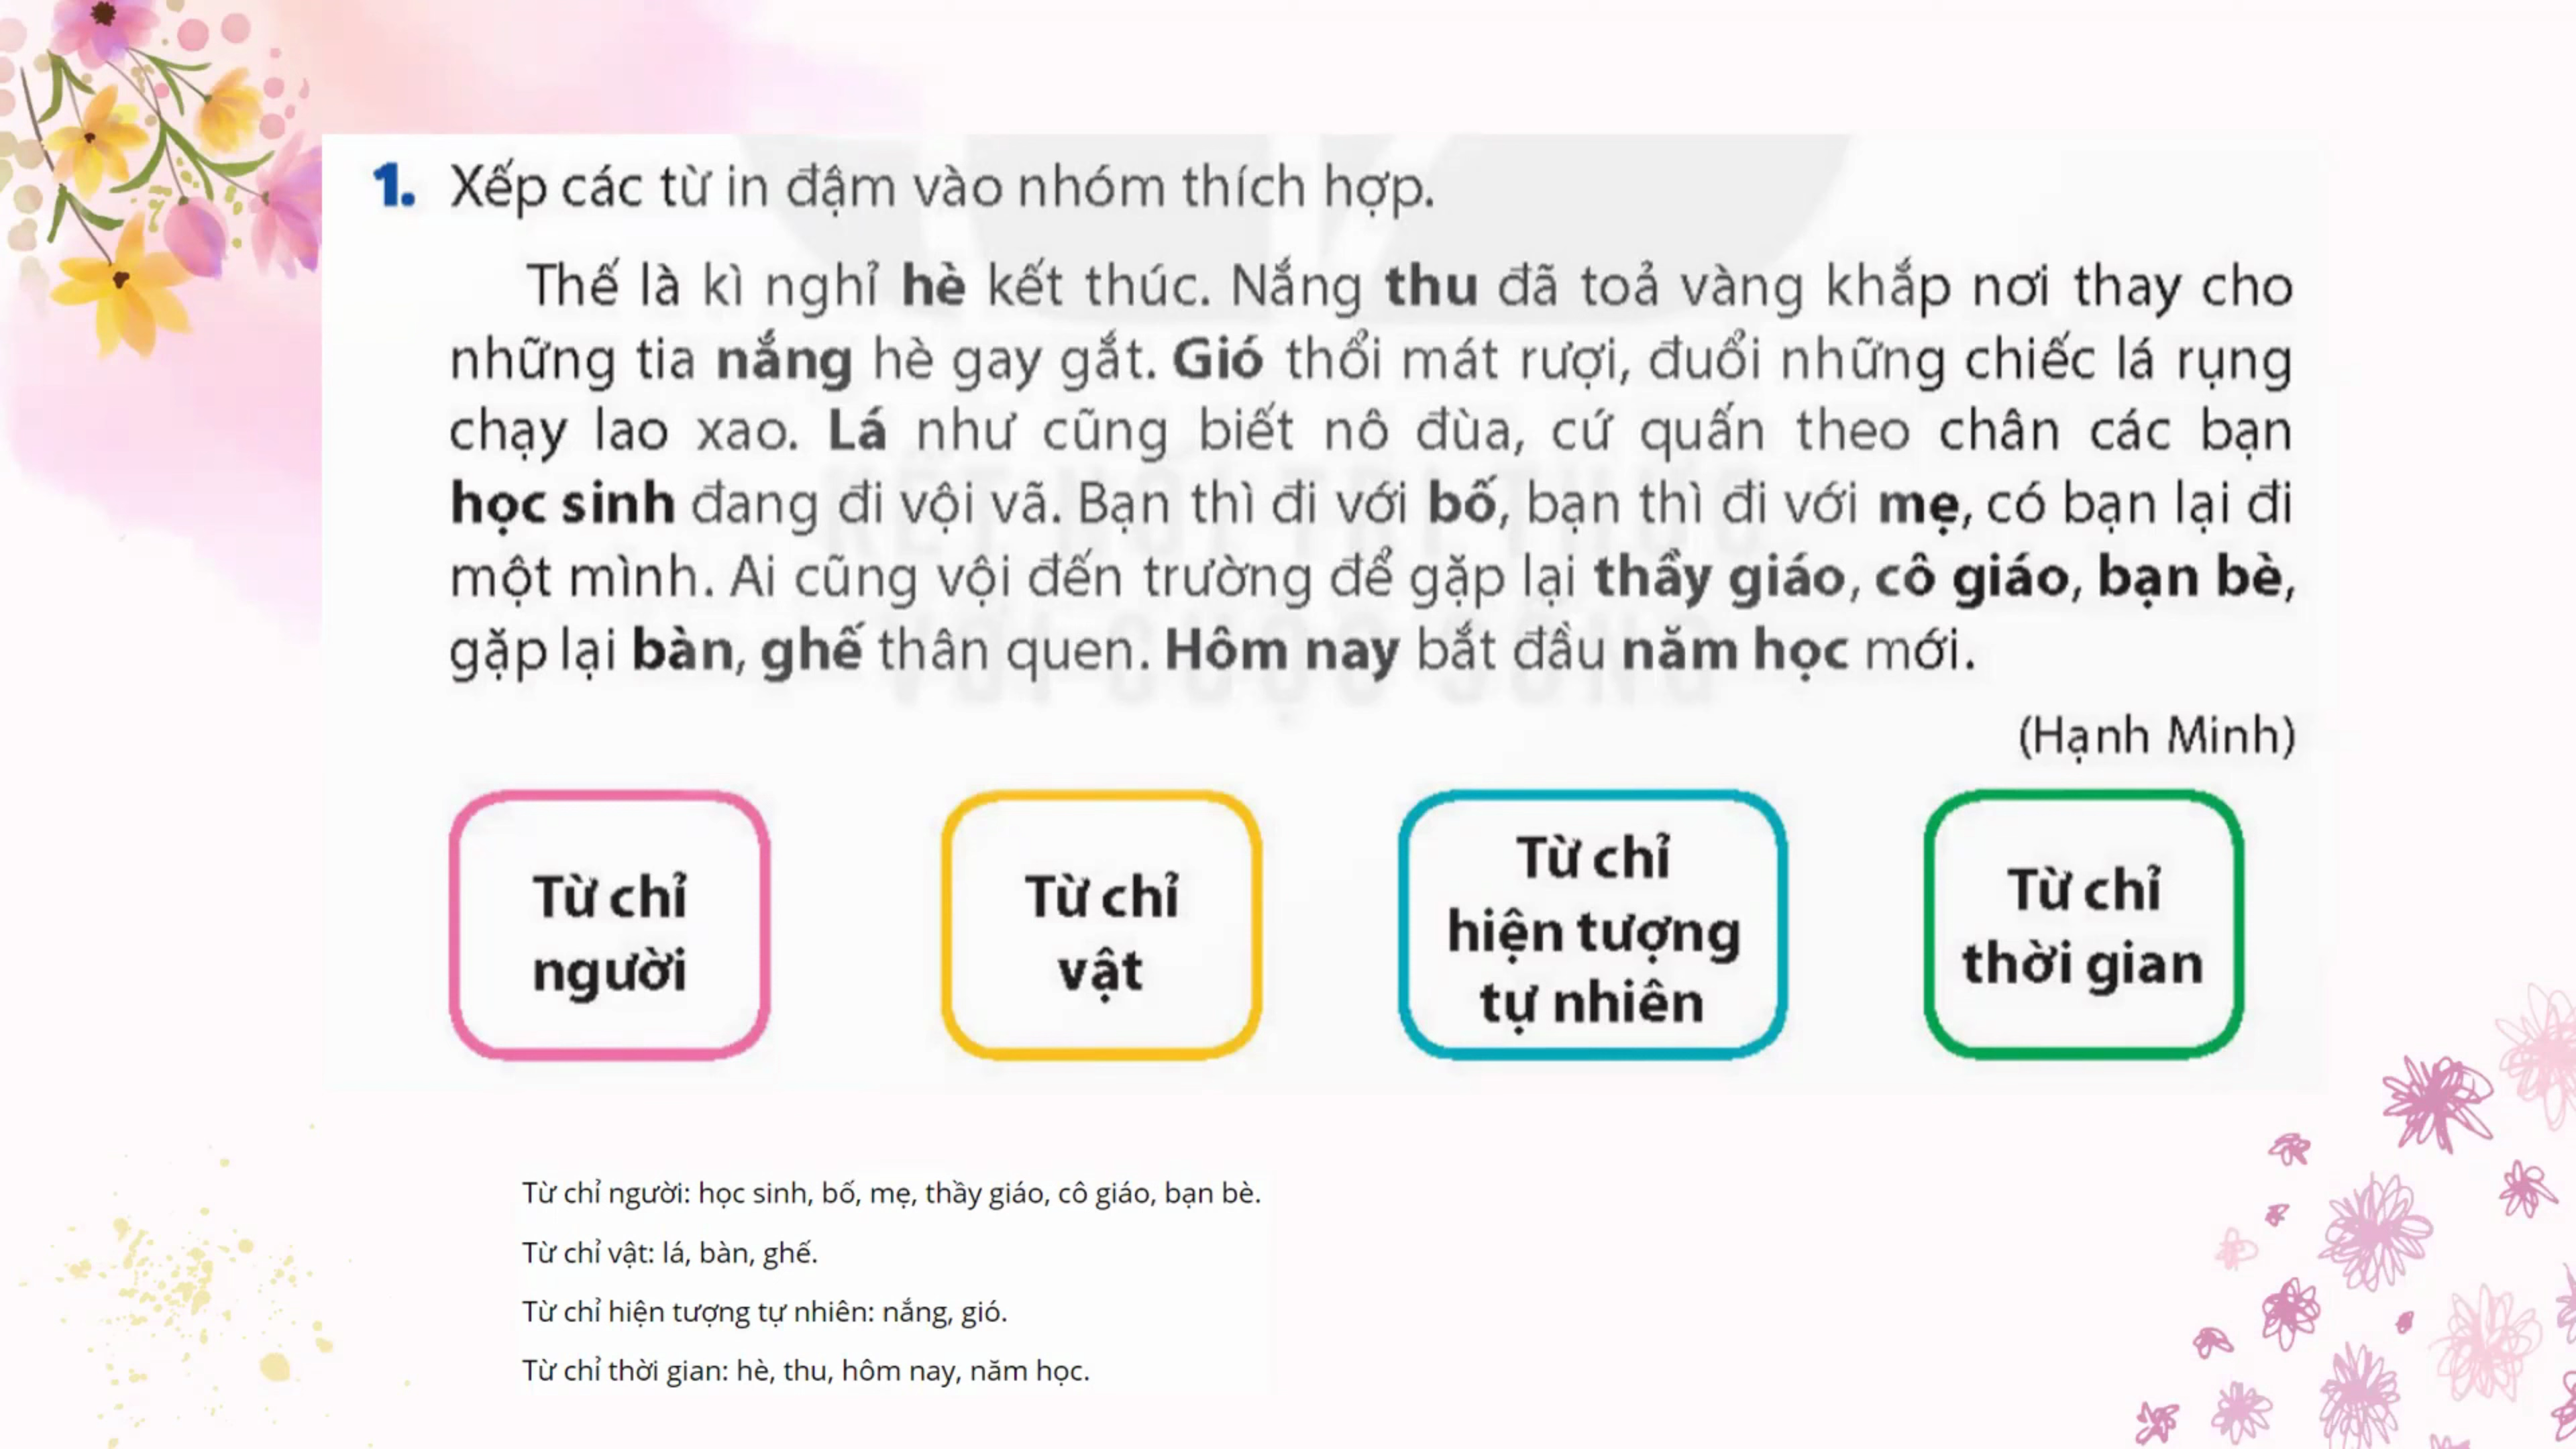 1. Xếp các từ in đậm vào nhóm thích hợp.
Thế là kì nghỉ hè kết thúc. Nắng thu đã toả vàng khắp nơi thay cho
những tia nắng hè gay gắt. Gió thổi mát rượi, đuổi những chiếc lá rụng
chạy lao xao. Lá như cũng biết nô đùa, cứ quấn theo chân các bạn
học sinh đang đi vội vã. Bạn thì đi với bố, bạn thì đi với mẹ, có bạn lại đi
một mình. Ai cũng vội đến trường để gặp lại thầy giáo, cô giáo, bạn bè,
gặp lại bàn, ghế thân quen. Hôm nay bắt đầu năm học mới.
(Hạnh Minh)
Từ chỉ
người
Từ chỉ
vật
Từ chỉ
hiện tượng
tự nhiên
Từ chỉ
thời gian
Từ chỉ người: học sinh, bố, mẹ, thầy giáo, cô giáo, bạn bè.
Từ chỉ vật: lá, bàn, ghế.
Từ chỉ hiện tượng tự nhiên: nắng, gió.
Từ chỉ thời gian: hè, thu, hôm nay, năm học.
KẾT NỐI TRI THỨC
VỚI CUỘC SỐNG